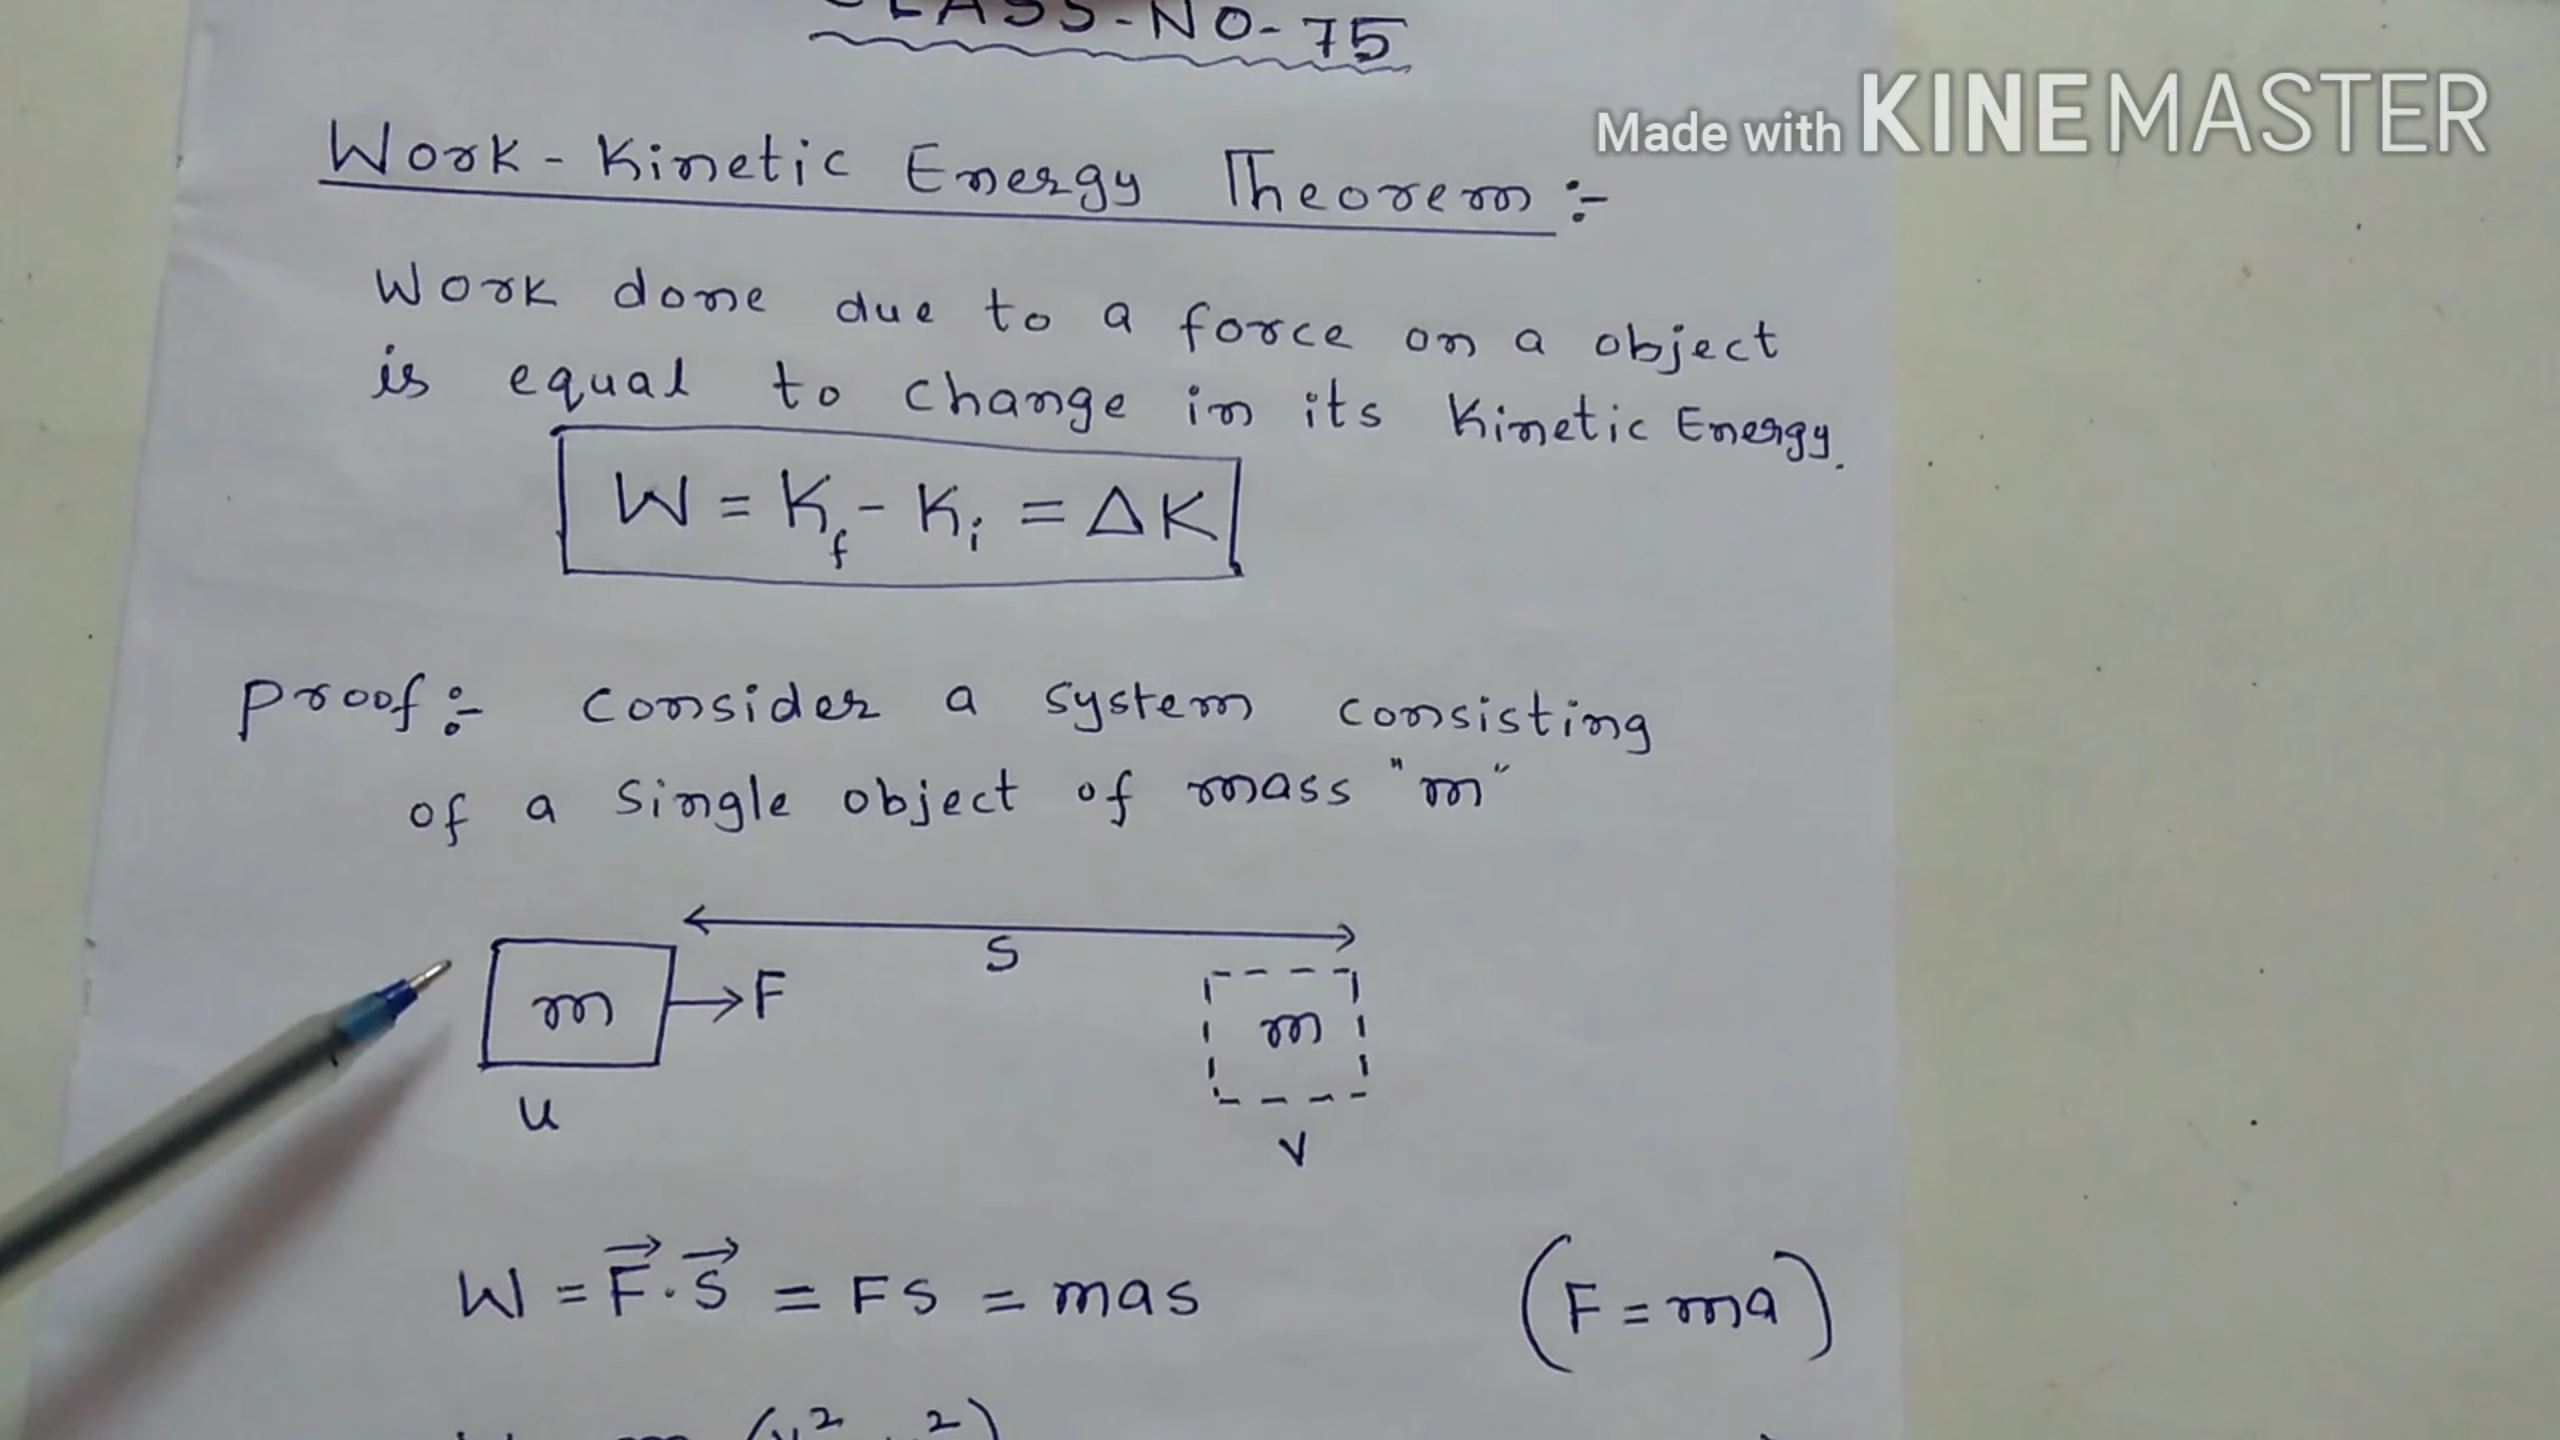 CLASS-NO-75
Made with KINEMASTER
Work-Kinetic Energy Theorem :-
Work done due to a force on a object
is equal to change in its Kinetic Energy.
W = K_f - K_i = ΔK
Proof :- Consider a system consisting
of a single object of mass "m"
S
m → F
m
u
v
W = F⃗.S⃗ = FS = mas (F = ma)